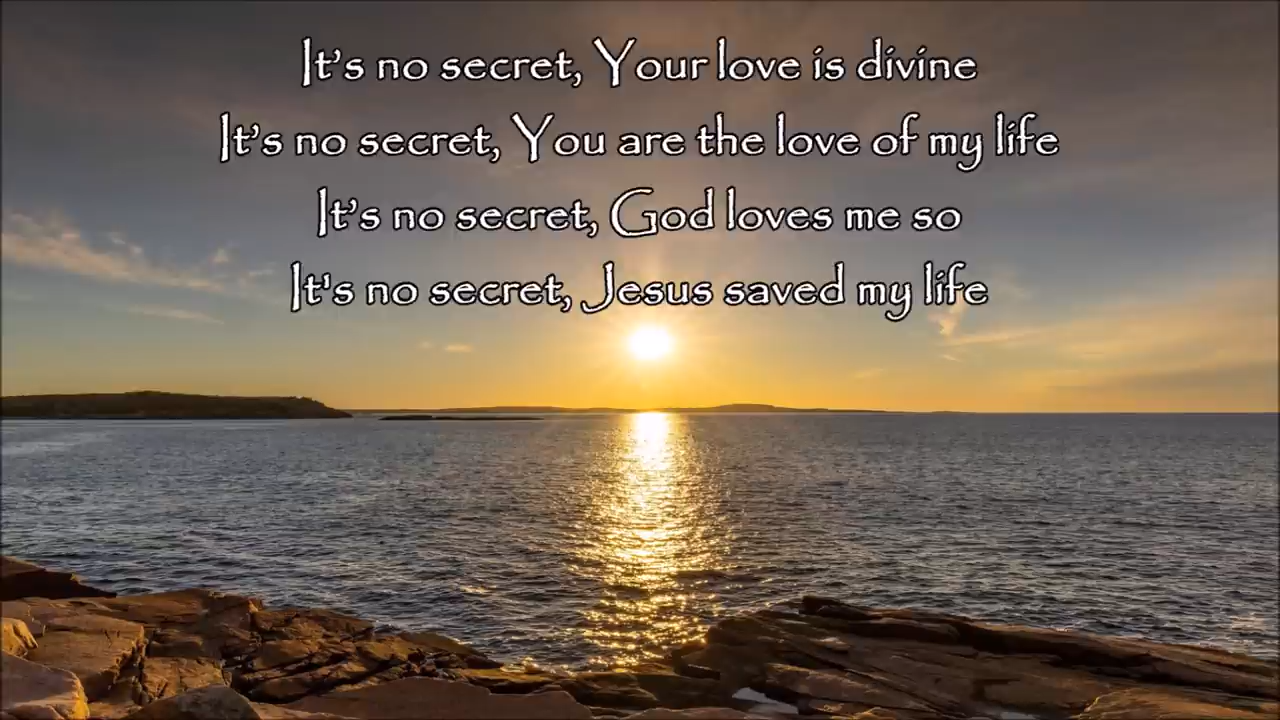 It’s no secret, Your love is divine
It’s no secret, You are the love of my life
It’s no secret, God loves me so
It's no secret, Jesus saved my life